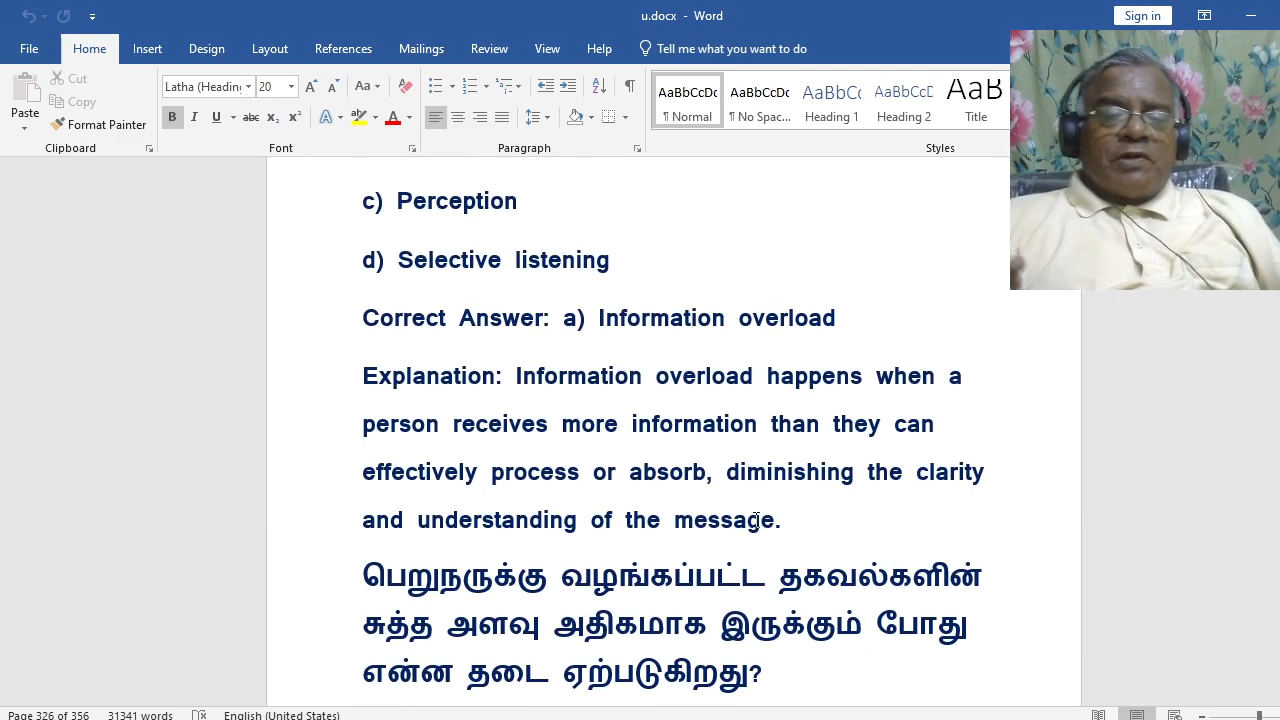 u.docx - Word
Sign in
File Home Insert Design Layout References Mailings Review View Help Tell me what you want to do
Paste
Cut
Copy
Format Painter
Latha (Headin 20
AaBbCcDc AaBbCcDc AaBbCc AaBbCcD AaB
¶ Normal ¶ No Spac... Heading 1 Heading 2 Title
Clipboard Font Paragraph Styles
c) Perception
d) Selective listening
Correct Answer: a) Information overload
Explanation: Information overload happens when a
person receives more information than they can
effectively process or absorb, diminishing the clarity
and understanding of the message.
பெறுநருக்கு வழங்கப்பட்ட தகவல்களின்
சுத்த அளவு அதிகமாக இருக்கும் போது
என்ன தடை ஏற்படுகிறது?
Page 326 of 356 31341 words English (United States)